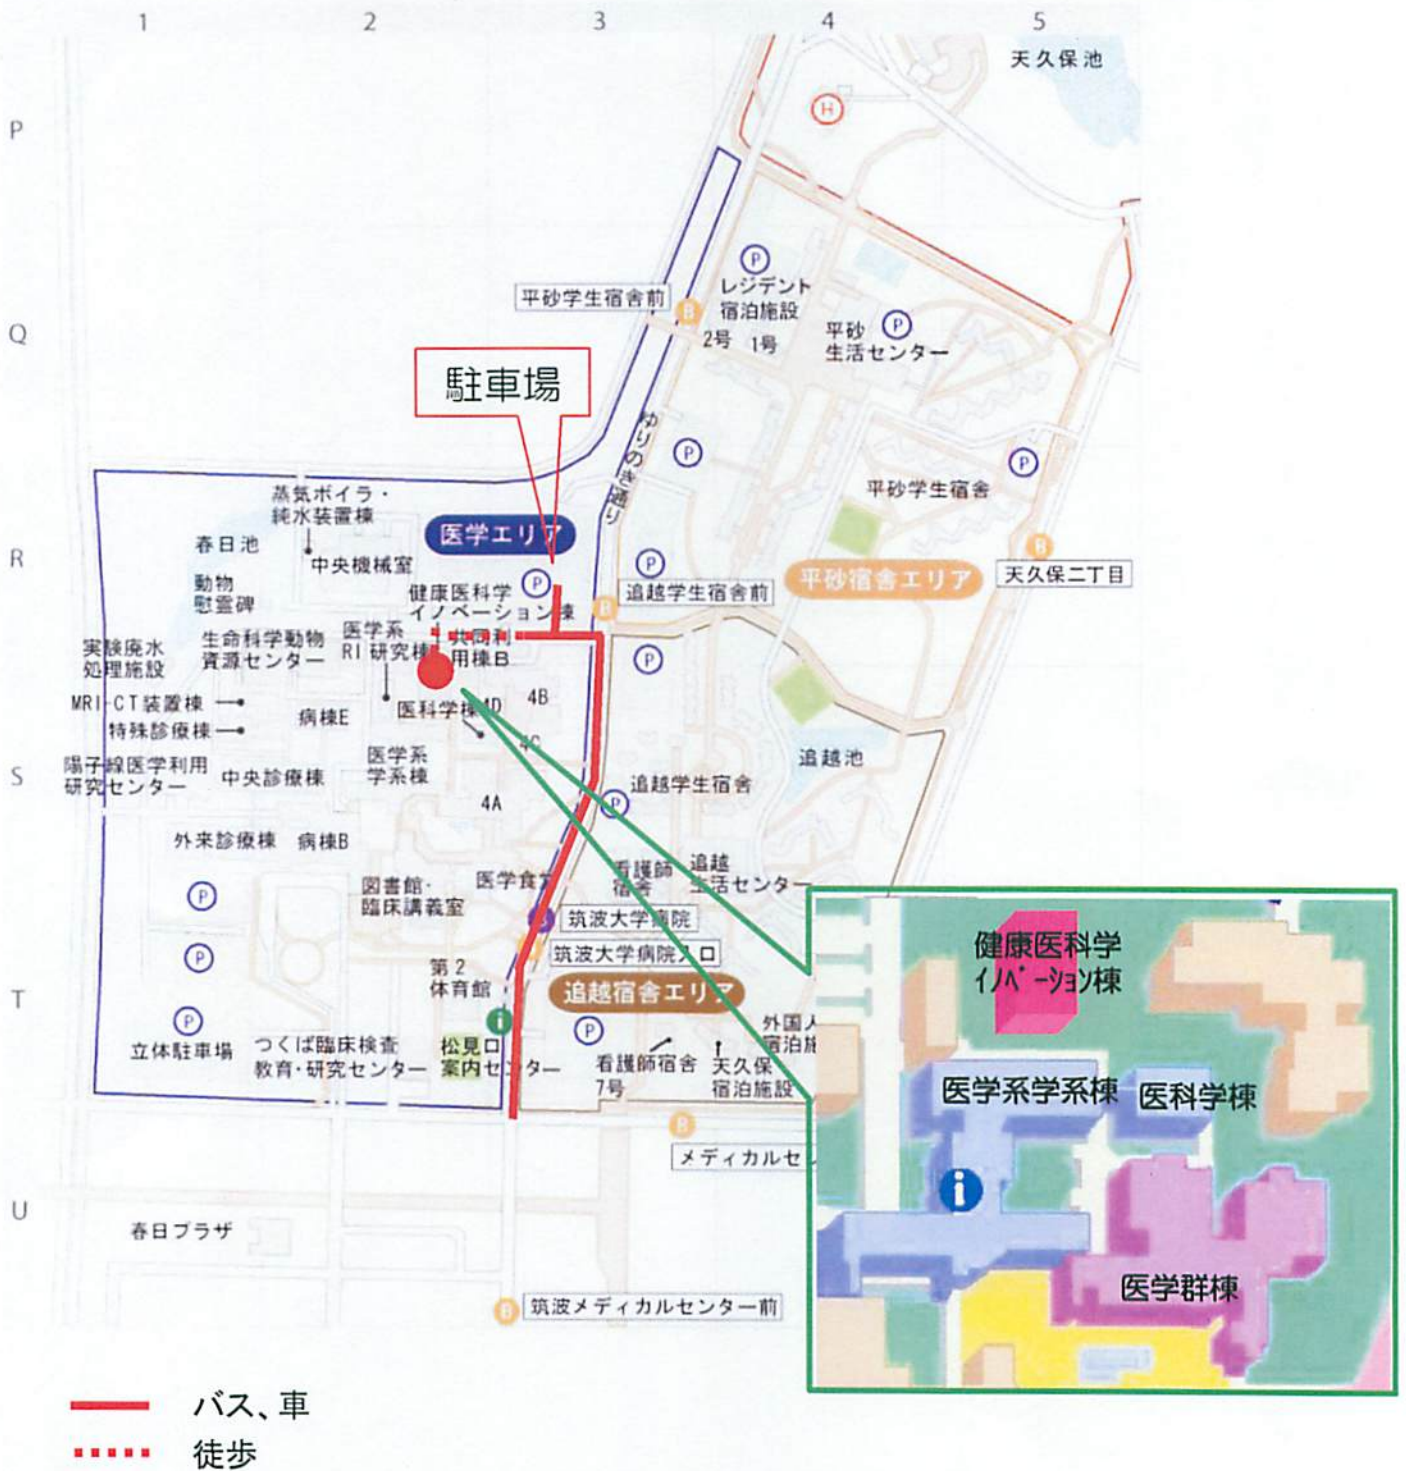 1 2 3 4 5
天久保池
P
H
P
レジデント
宿泊施設
平砂学生宿舎前
B
2号 1号
Q
平砂
生活センター
P
駐車場
ゆりのき通り
P
P
平砂学生宿舎
蒸気ボイラ・
純水装置棟
医学エリア
春日池
R
中央機械室
P
B
天久保二丁目
平砂宿舎エリア
動物
慰霊碑
健康医科学
イノベーション棟
P
B
追越学生宿舎前
実験廃水
処理施設
生命科学動物
資源センター
医学系
RI 研究棟
共同利
用棟B
P
MRI-CT装置棟
特殊診療棟
病棟E
医科学棟
4D
4B
4C
陽子線医学利用
研究センター
中央診療棟
医学系
学系棟
追越池
S
追越学生宿舎
P
4A
外来診療棟
病棟B
図書館・
臨床講義室
医学食
看護師
宿舎
追越
生活センター
P
筑波大学病院
筑波大学病院入口
P
第2
体育館
追越宿舎エリア
T
P
i
P
立体駐車場
つくば臨床検査
教育・研究センター
松見口
案内センター
看護師宿舎
7号
天久保
宿泊施設
外国人
宿泊施
B
メディカルセ
U
春日プラザ
B
筑波メディカルセンター前
健康医科学
イノベーション棟
医学系学系棟
医科学棟
i
医学群棟
バス、車
徒歩